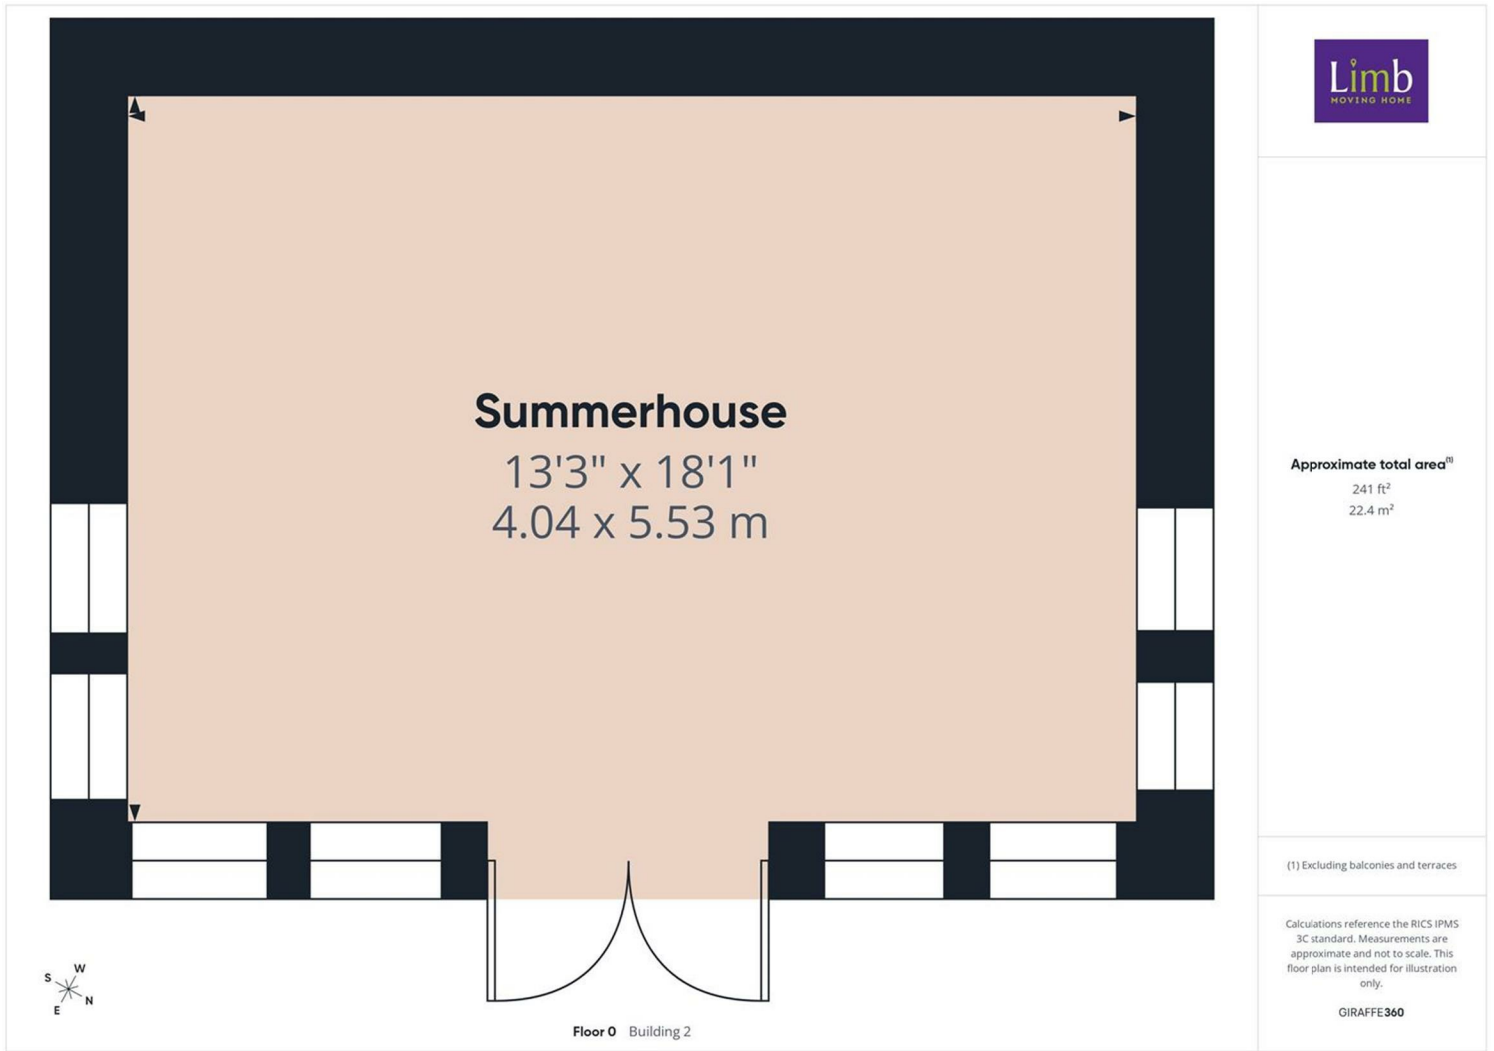 Limb
MOVING HOME
Summerhouse
13'3" x 18'1"
4.04 x 5.53 m
Approximate total area(1)
241 ft²
22.4 m²
(1) Excluding balconies and terraces
Calculations reference the RICS IPMS
3C standard. Measurements are
approximate and not to scale. This
floor plan is intended for illustration
only.
GIRAFFE360
S W
E N
Floor 0 Building 2